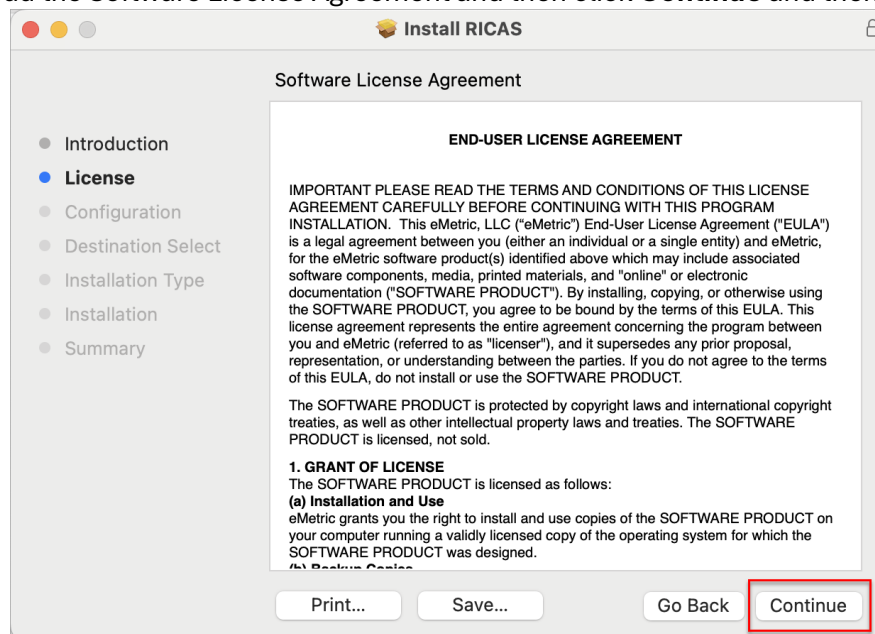 the Software License Agreement and then click Continue and then
Install RICAS
Software License Agreement
Introduction
License
Configuration
Destination Select
Installation Type
Installation
Summary
END-USER LICENSE AGREEMENT
IMPORTANT PLEASE READ THE TERMS AND CONDITIONS OF THIS LICENSE
AGREEMENT CAREFULLY BEFORE CONTINUING WITH THIS PROGRAM
INSTALLATION. This eMetric, LLC (“eMetric”) End-User License Agreement ("EULA")
is a legal agreement between you (either an individual or a single entity) and eMetric,
for the eMetric software product(s) identified above which may include associated
software components, media, printed materials, and "online" or electronic
documentation ("SOFTWARE PRODUCT"). By installing, copying, or otherwise using
the SOFTWARE PRODUCT, you agree to be bound by the terms of this EULA. This
license agreement represents the entire agreement concerning the program between
you and eMetric (referred to as "licenser"), and it supersedes any prior proposal,
representation, or understanding between the parties. If you do not agree to the terms
of this EULA, do not install or use the SOFTWARE PRODUCT.
The SOFTWARE PRODUCT is protected by copyright laws and international copyright
treaties, as well as other intellectual property laws and treaties. The SOFTWARE
PRODUCT is licensed, not sold.
1. GRANT OF LICENSE
The SOFTWARE PRODUCT is licensed as follows:
(a) Installation and Use
eMetric grants you the right to install and use copies of the SOFTWARE PRODUCT on
your computer running a validly licensed copy of the operating system for which the
SOFTWARE PRODUCT was designed.
(b) Backup Copies
Print...
Save...
Go Back
Continue